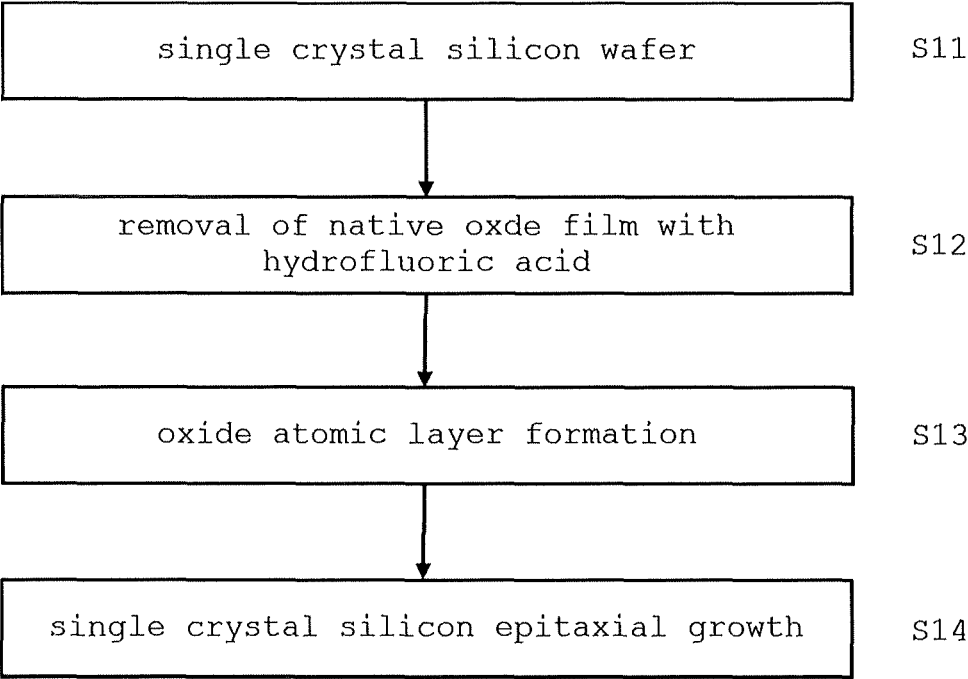 single crystal silicon wafer
S11
removal of native oxde film with
hydrofluoric acid
S12
oxide atomic layer formation
S13
single crystal silicon epitaxial growth
S14